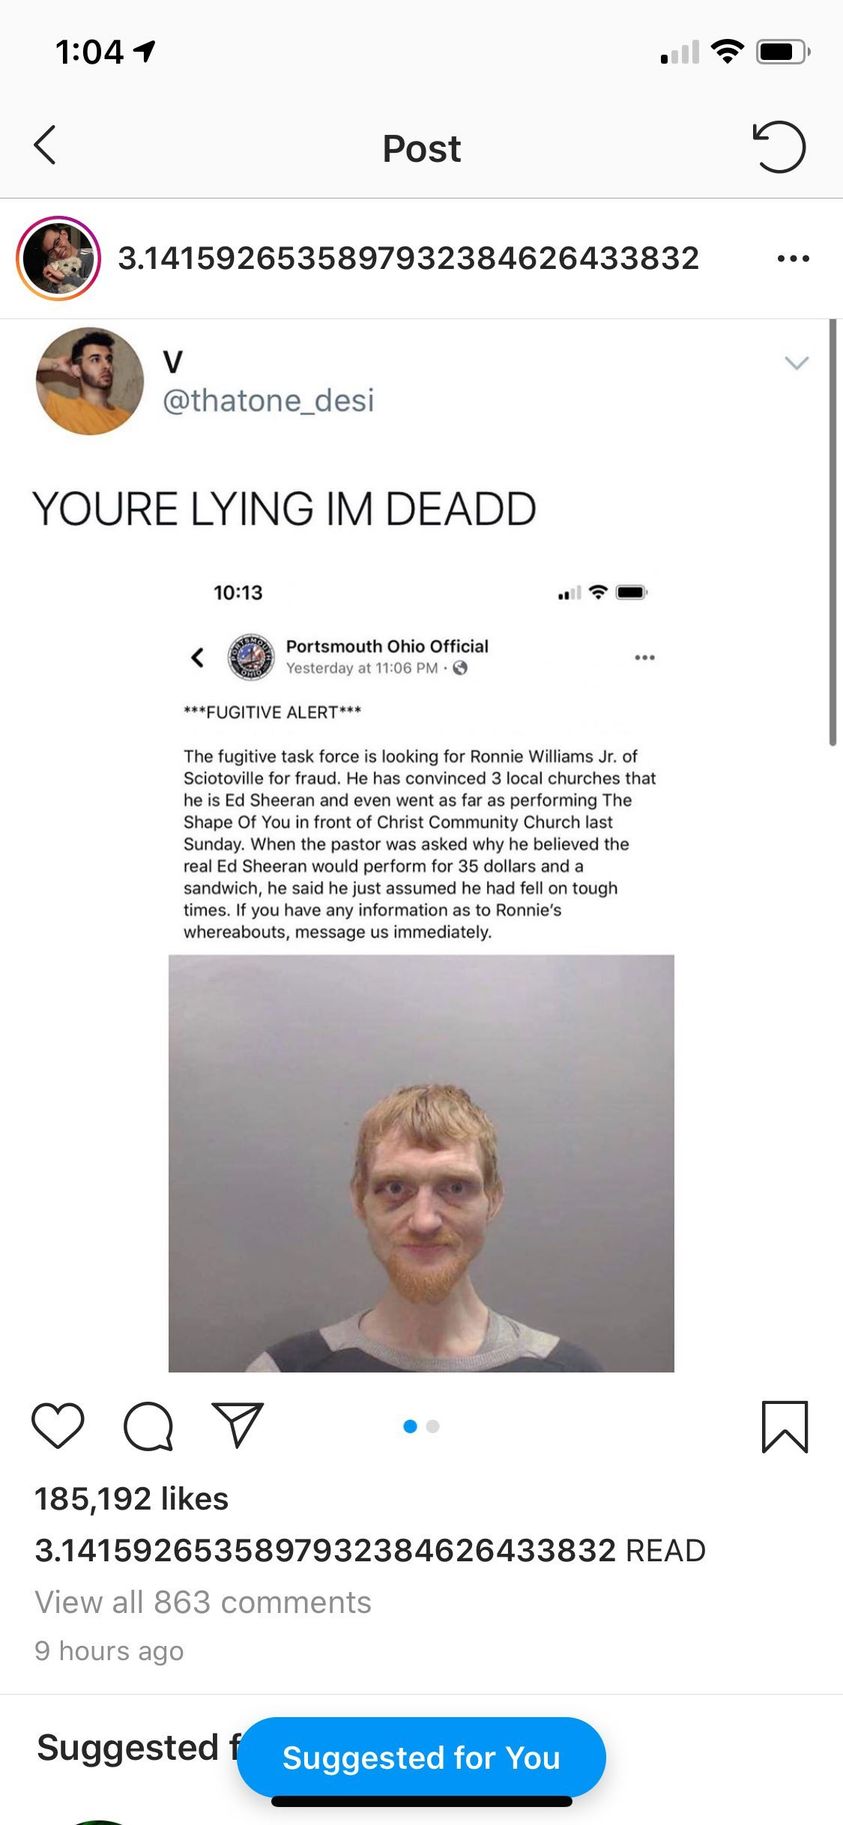 1:04
Post
3.1415926535897932384626433832
V
@thatone_desi
YOURE LYING IM DEADD
10:13
Portsmouth Ohio Official
Yesterday at 11:06 PM ·
***FUGITIVE ALERT***
The fugitive task force is looking for Ronnie Williams Jr. of
Sciotoville for fraud. He has convinced 3 local churches that
he is Ed Sheeran and even went as far as performing The
Shape Of You in front of Christ Community Church last
Sunday. When the pastor was asked why he believed the
real Ed Sheeran would perform for 35 dollars and a
sandwich, he said he just assumed he had fell on tough
times. If you have any information as to Ronnie's
whereabouts, message us immediately.
185,192 likes
3.1415926535897932384626433832 READ
View all 863 comments
9 hours ago
Suggested f
Suggested for You